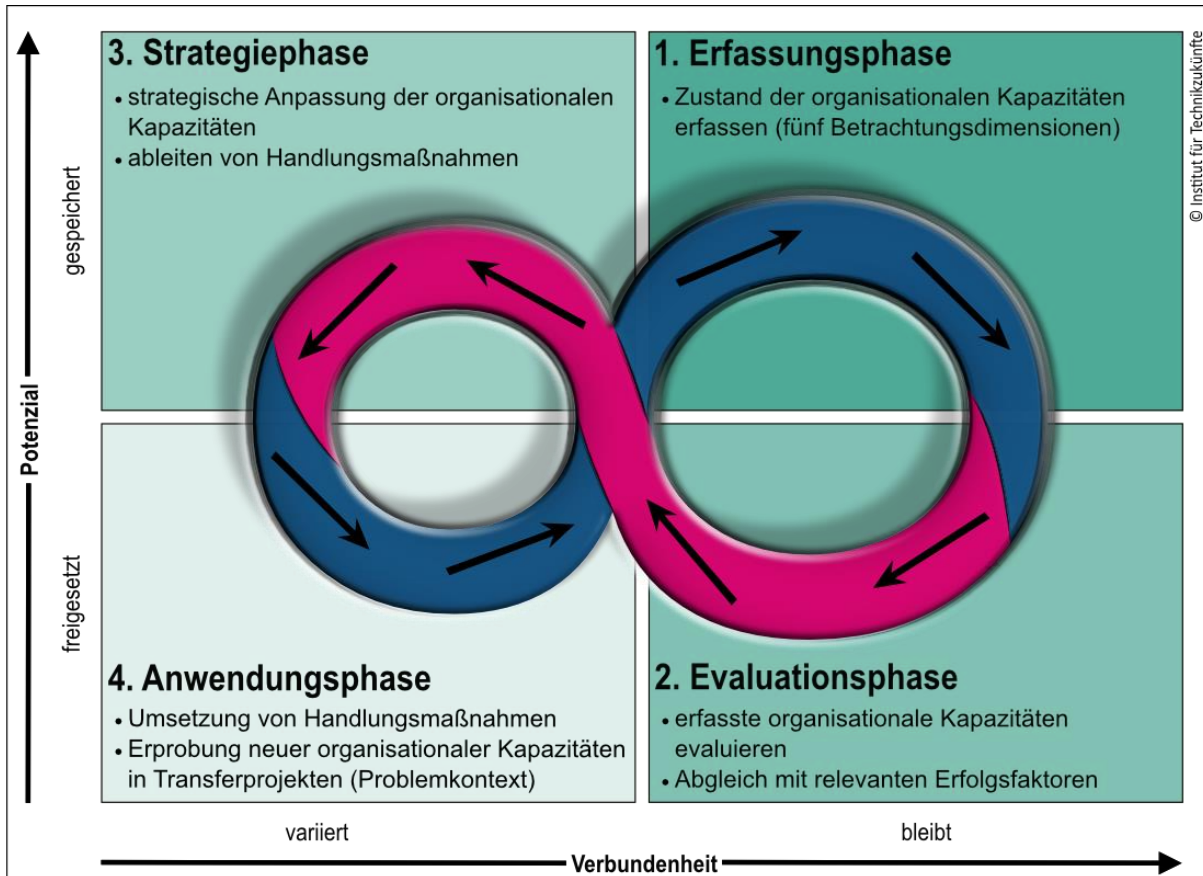 3. Strategiephase
• strategische Anpassung der organisationalen
Kapazitäten
• ableiten von Handlungsmaßnahmen
1. Erfassungsphase
• Zustand der organisationalen Kapazitäten
erfassen (fünf Betrachtungsdimensionen)
© Institut für Technikzukünfte
gespeichert
Potenzial
freigesetzt
4. Anwendungsphase
• Umsetzung von Handlungsmaßnahmen
• Erprobung neuer organisationaler Kapazitäten
in Transferprojekten (Problemkontext)
2. Evaluationsphase
• erfasste organisationale Kapazitäten
evaluieren
• Abgleich mit relevanten Erfolgsfaktoren
variiert
bleibt
Verbundenheit